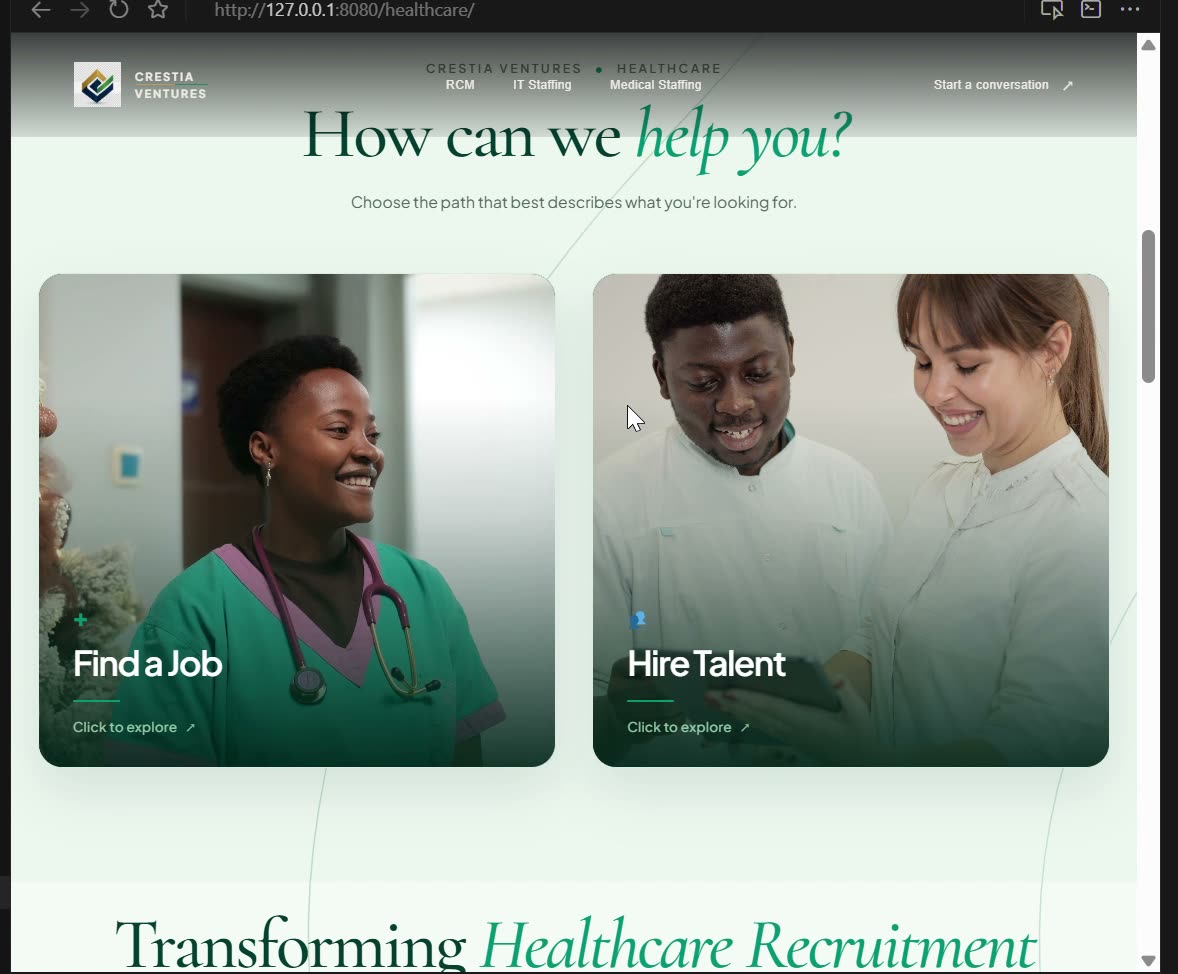 http://127.0.0.1:8080/healthcare/
CRESTIA VENTURES
CRESTIA VENTURES • HEALTHCARE
RCM IT Staffing Medical Staffing
Start a conversation ↗
How can we help you?
Choose the path that best describes what you're looking for.
Find a Job
Click to explore ↗
Hire Talent
Click to explore ↗
Transforming Healthcare Recruitment